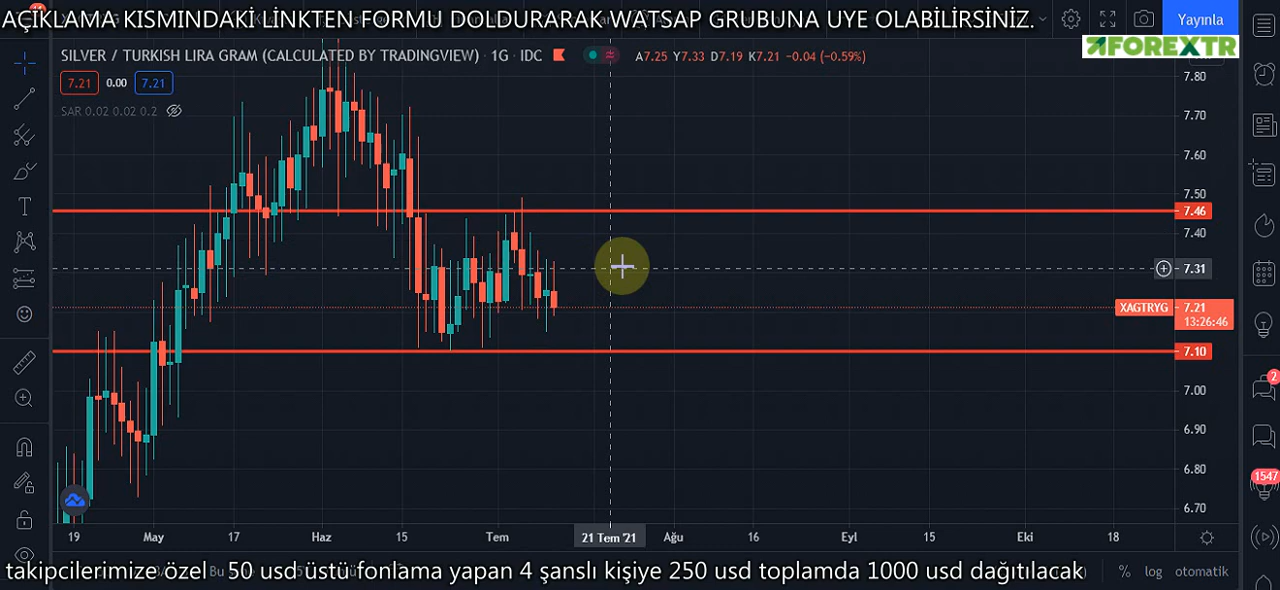 AÇIKLAMA KISMINDAKİ LİNKTEN FORMU DOLDURARAK WATSAP GRUBUNA UYE OLABİLİRSİNİZ.
Yayınla
FOREXTR
SILVER / TURKISH LIRA GRAM (CALCULATED BY TRADINGVIEW) · 1G · IDC A7.25 Y7.33 D7.19 K7.21 −0.04 (−0.59%)
7.21 0.00 7.21
SAR 0.02 0.02 0.2
7.80
7.70
7.60
7.50
7.46
7.40
7.31
XAGTRYG 7.21
13:26:46
7.10
7.00
6.90
6.80
6.70
2
1547
19 May 17 Haz 15 Tem 21 Tem '21 Ağu 16 Eyl 15 Eki 18
takipcilerimize özel 50 usd üstüfonlama yapan 4 şanslı kişiye 250 usd toplamda 1000 usd dağıtılacak
% log otomatik